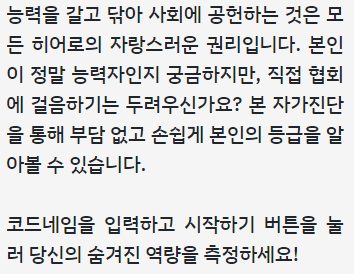 능력을 갈고 닦아 사회에 공헌하는 것은 모
든 히어로의 자랑스러운 권리입니다. 본인
이 정말 능력자인지 궁금하지만, 직접 협회
에 걸음하기는 두려우신가요? 본 자가진단
을 통해 부담 없고 손쉽게 본인의 등급을 알
아볼 수 있습니다.
코드네임을 입력하고 시작하기 버튼을 눌
러 당신의 숨겨진 역량을 측정하세요!